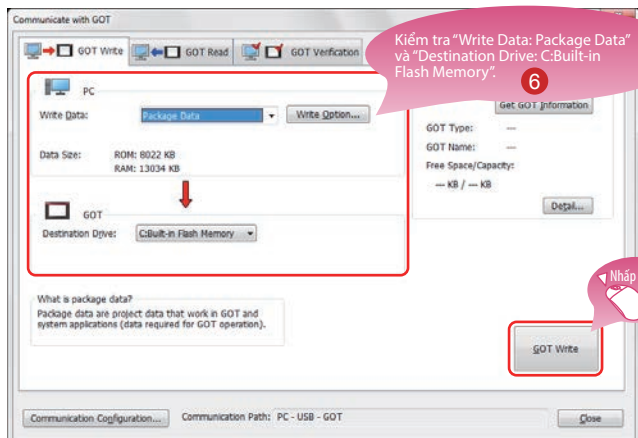 Communicate with GOT
GOT Write
GOT Read
GOT Verification
Kiểm tra “Write Data: Package Data”
và “Destination Drive: C:Built-in
Flash Memory”.
6
PC
Write Data:
Package Data
Write Option...
Data Size:
ROM: 8022 KB
RAM: 13034 KB
GOT
Destination Drive:
C:Built-in Flash Memory
Get GOT Information
GOT Type:
---
GOT Name:
---
Free Space/Capacity:
--- KB / --- KB
Detail...
What is package data?
Package data are project data that work in GOT and
system applications (data required for GOT operation).
Nhấp
GOT Write
Communication Configuration...
Communication Path:
PC - USB - GOT
Close